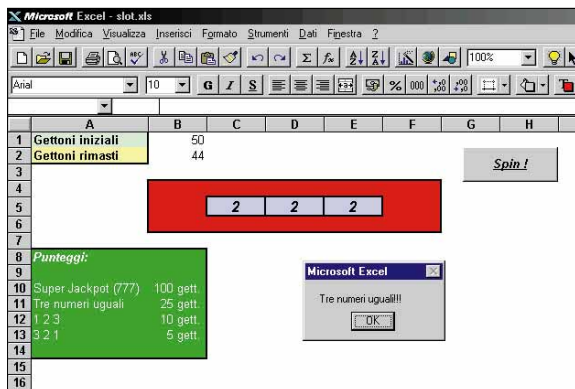 Microsoft Excel - slot.xls
File Modifica Visualizza Inserisci Formato Strumenti Dati Finestra ?
100%
Arial 10 G I S % 000
A B C D E F G H
1 Gettoni iniziali 50
2 Gettoni rimasti 44
Spin !
3
4
5 2 2 2
6
7
8 Punteggi:
9
Microsoft Excel
10 Super Jackpot (777) 100 gett.
11 Tre numeri uguali 25 gett.
Tre numeri uguali!!!
12 1 2 3 10 gett.
OK
13 3 2 1 5 gett.
14
15
16